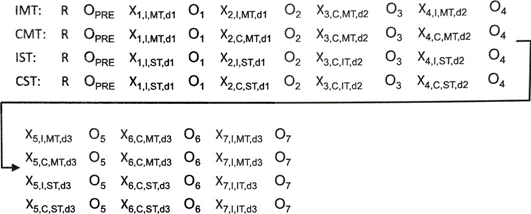 IMT: R O_PRE X_1,I,MT,d1 O_1 X_2,I,MT,d1 O_2 X_3,C,MT,d2 O_3 X_4,I,MT,d2 O_4
CMT: R O_PRE X_1,I,MT,d1 O_1 X_2,C,MT,d1 O_2 X_3,C,MT,d2 O_3 X_4,C,MT,d2 O_4
IST: R O_PRE X_1,I,ST,d1 O_1 X_2,I,ST,d1 O_2 X_3,C,IT,d2 O_3 X_4,I,ST,d2 O_4
CST: R O_PRE X_1,I,ST,d1 O_1 X_2,C,ST,d1 O_2 X_3,C,IT,d2 O_3 X_4,C,ST,d2 O_4
X_5,I,MT,d3 O_5 X_6,C,MT,d3 O_6 X_7,I,MT,d3 O_7
X_5,C,MT,d3 O_5 X_6,C,MT,d3 O_6 X_7,I,MT,d3 O_7
X_5,I,ST,d3 O_5 X_6,C,ST,d3 O_6 X_7,I,IT,d3 O_7
X_5,C,ST,d3 O_5 X_6,C,ST,d3 O_6 X_7,I,IT,d3 O_7